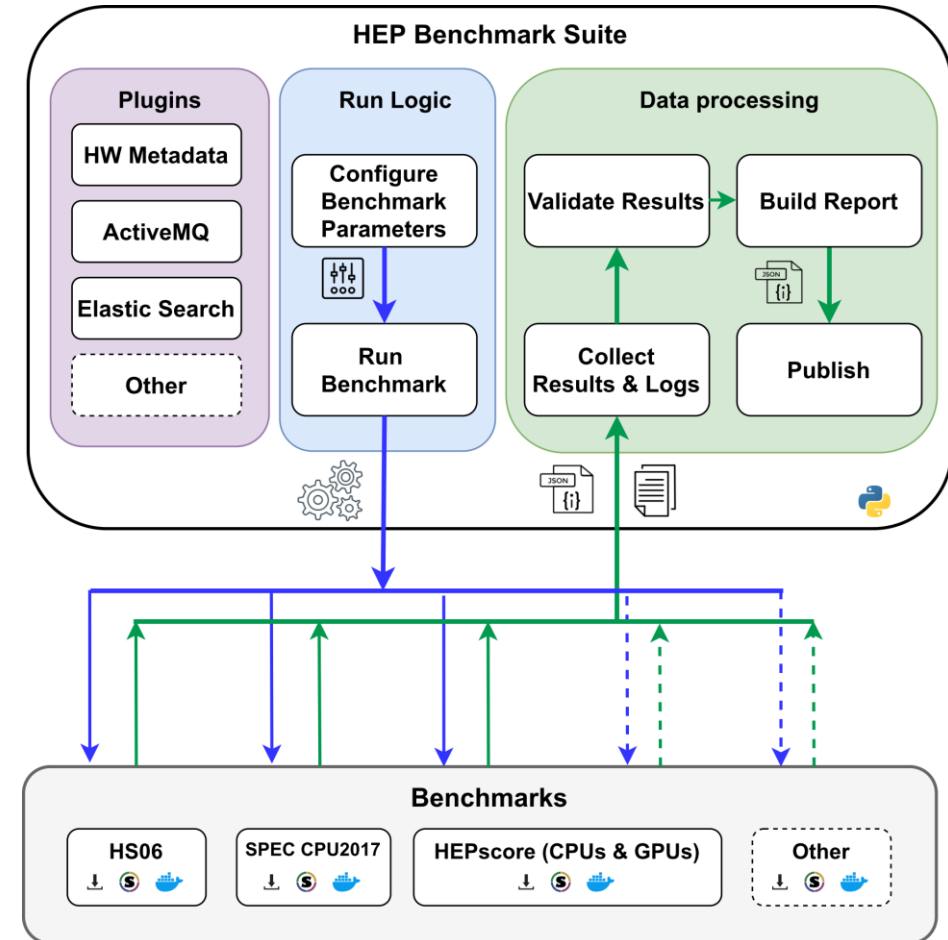 HEP Benchmark Suite
Plugins
HW Metadata
ActiveMQ
Elastic Search
Other
Run Logic
Configure
Benchmark
Parameters
Run
Benchmark
Data processing
Validate Results
Build Report
JSON
{i}
Collect
Results & Logs
Publish
JSON
{i}
Benchmarks
HS06
S
SPEC CPU2017
S
HEPscore (CPUs & GPUs)
S
Other
S